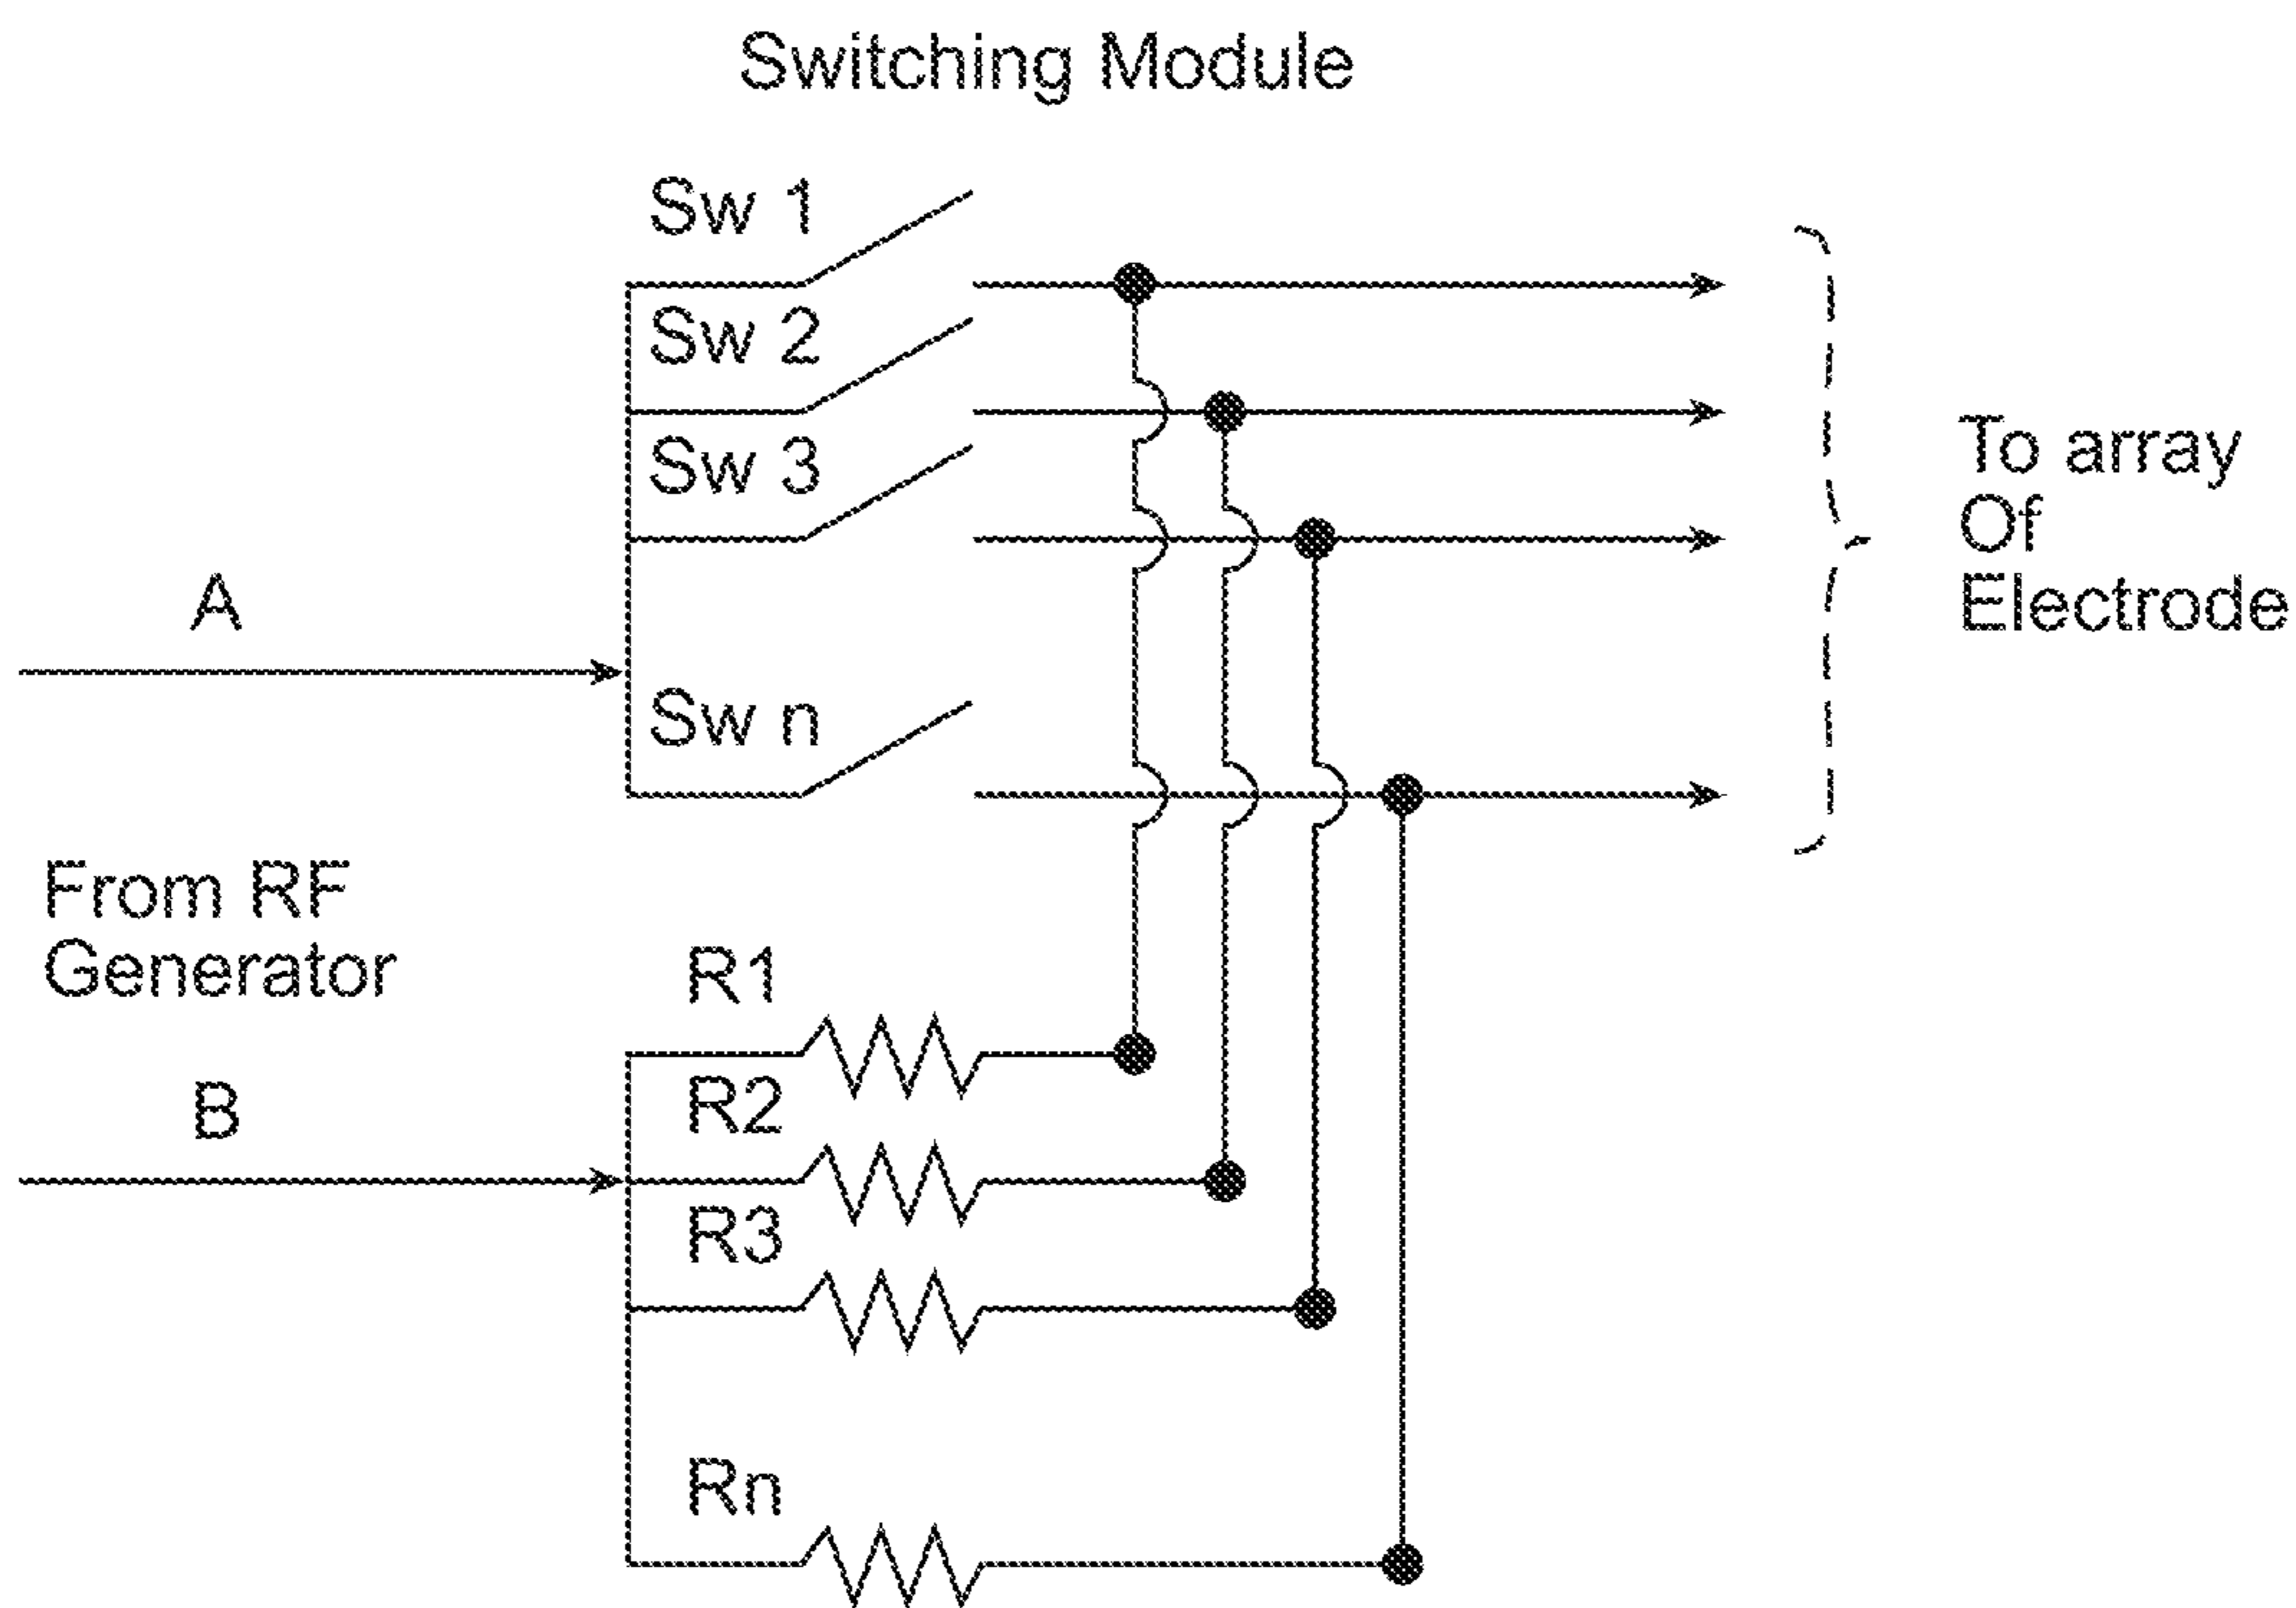 Switching Module
Sw 1
Sw 2
Sw 3
To array
Of
Electrode
A
Sw n
From RF
Generator
R1
B
R2
R3
Rn